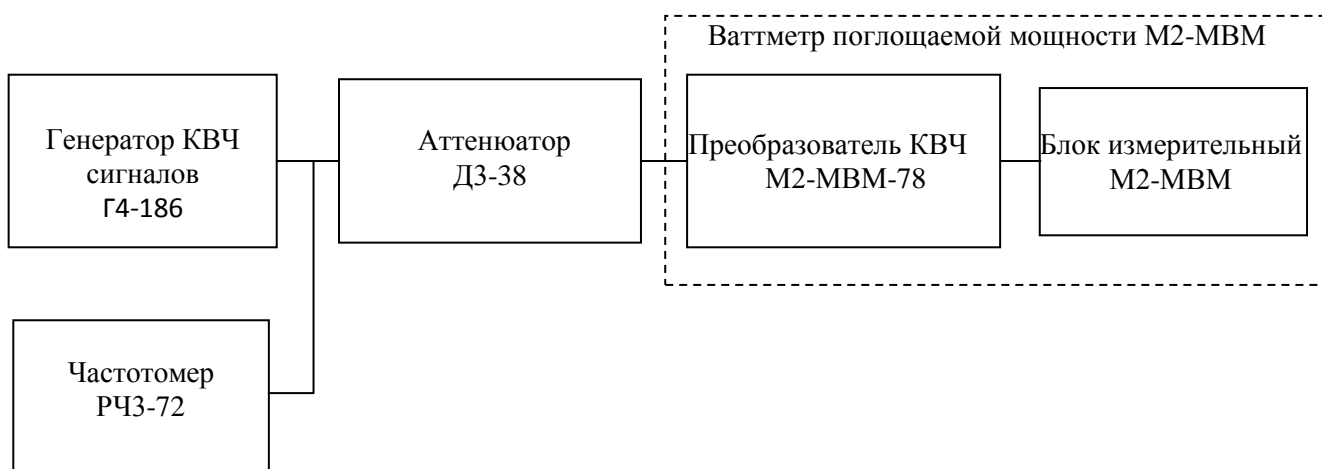 Ваттметр поглощаемой мощности М2-МВМ
Генератор КВЧ
сигналов
Г4-186
Аттенюатор
Д3-38
Преобразователь КВЧ
М2-МВМ-78
Блок измерительный
М2-МВМ
Частотомер
РЧ3-72